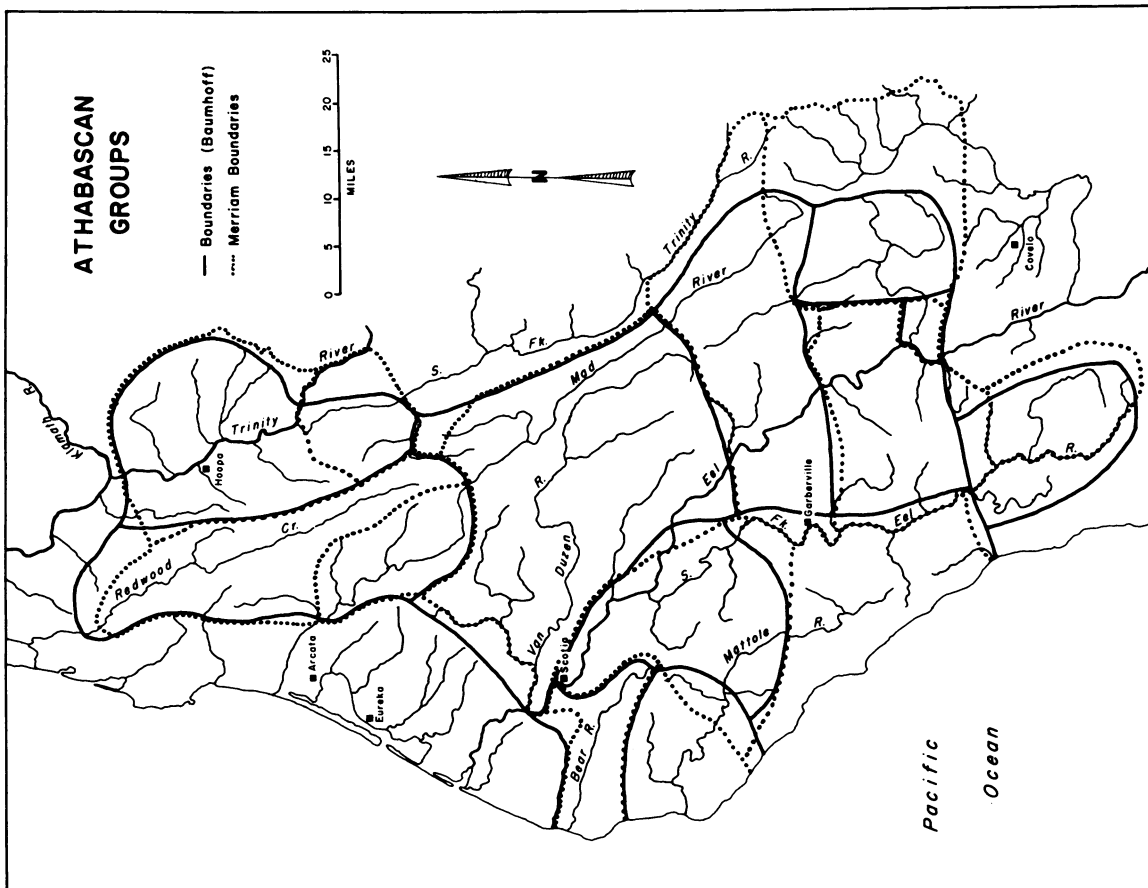 ATHABASCAN
GROUPS
Boundaries (Baumhoff)
Merriam Boundaries
0 5 10 15 20 25
MILES
N
Klamath R.
Hoopa
Trinity
River
Redwood
Cr.
S.
Fk.
Trinity
R.
Mad
River
Arcata
Eureka
Van
Duzen
R.
Scotia
Bear R.
Eel
S.
Fk.
Eel
Garberville
Mattole
R.
River
Covelo
R.
Pacific
Ocean